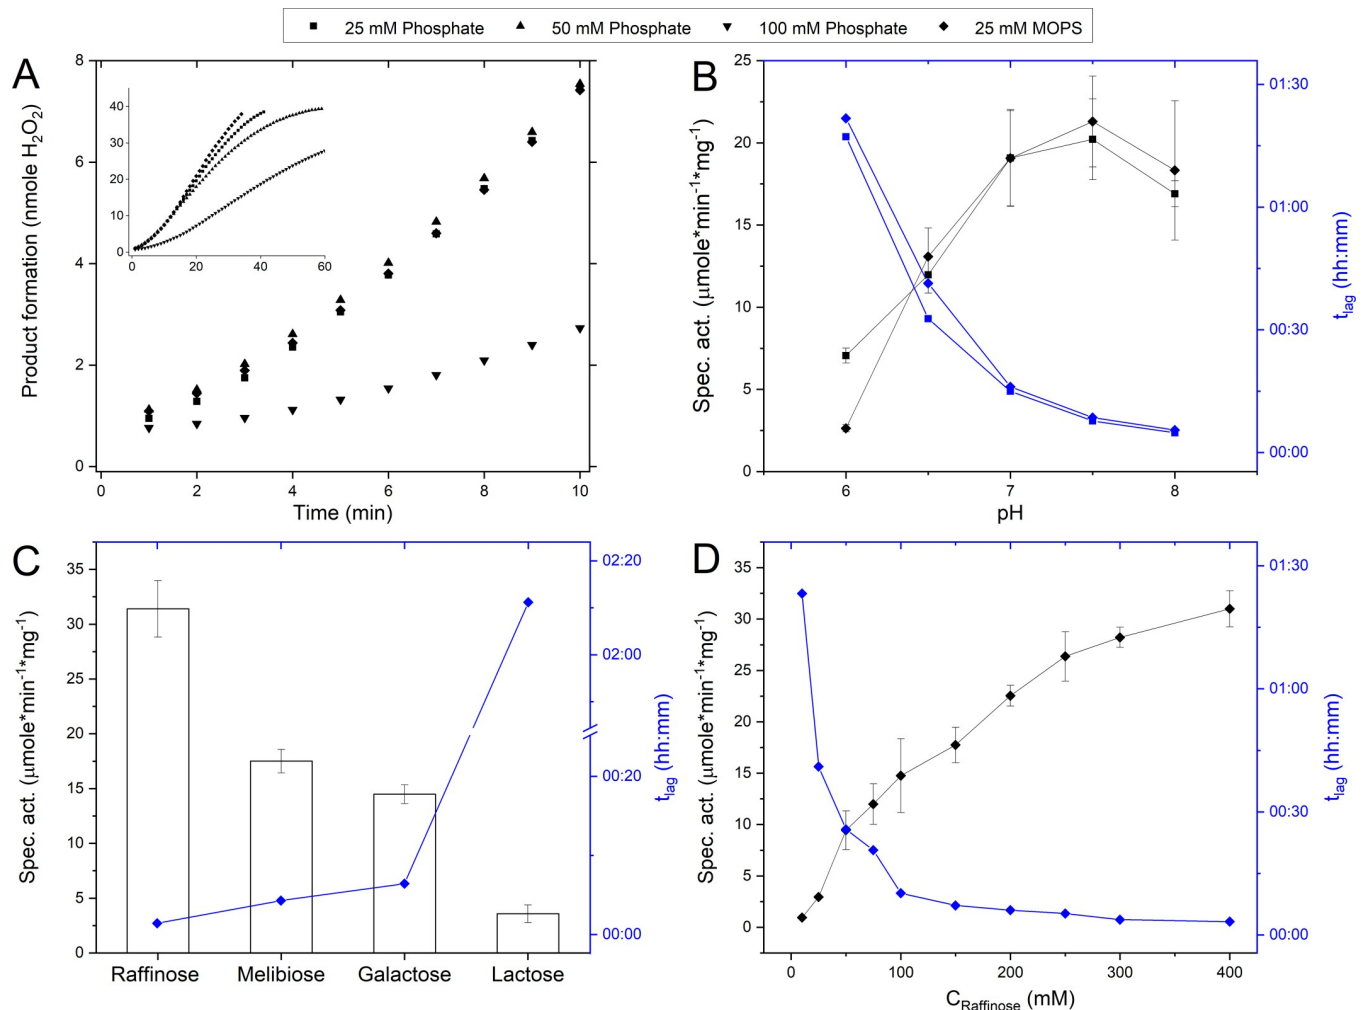 25 mM Phosphate 50 mM Phosphate 100 mM Phosphate 25 mM MOPS
A
Product formation (nmole H₂O₂)
8
6
4
2
0
0 2 4 6 8 10
Time (min)
40
30
20
10
0
0 20 40 60
B
Spec. act. (μmole*min⁻¹*mg⁻¹)
25
20
15
10
5
0
6 7 8
pH
01:30
01:00
00:30
00:00
t_lag (hh:mm)
C
Spec. act. (μmole*min⁻¹*mg⁻¹)
35
30
25
20
15
10
5
0
Raffinose Melibiose Galactose Lactose
02:20
02:00
00:20
00:00
t_lag (hh:mm)
D
Spec. act. (μmole*min⁻¹*mg⁻¹)
35
30
25
20
15
10
5
0
0 100 200 300 400
C_Raffinose (mM)
01:30
01:00
00:30
00:00
t_lag (hh:mm)